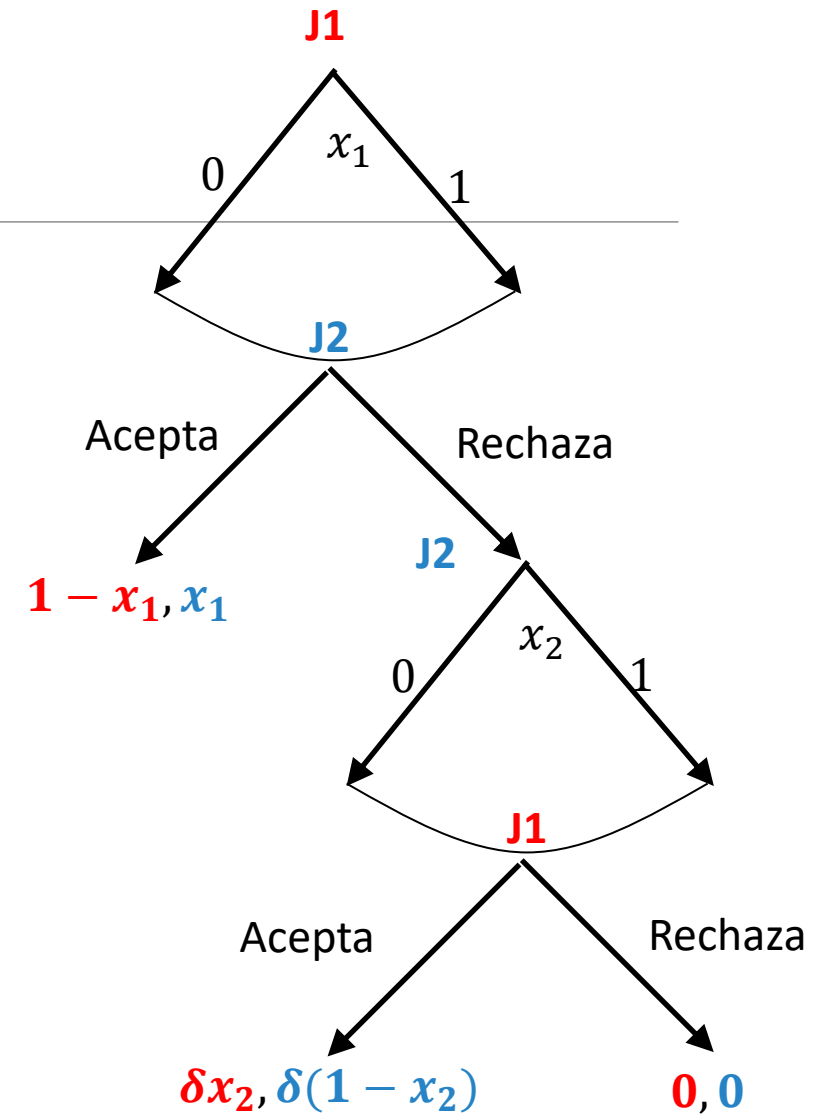 J1
x₁
0
1
J2
Acepta
Rechaza
J2
1 − x₁, x₁
x₂
0
1
J1
Acepta
Rechaza
δx₂, δ(1 − x₂)
0, 0